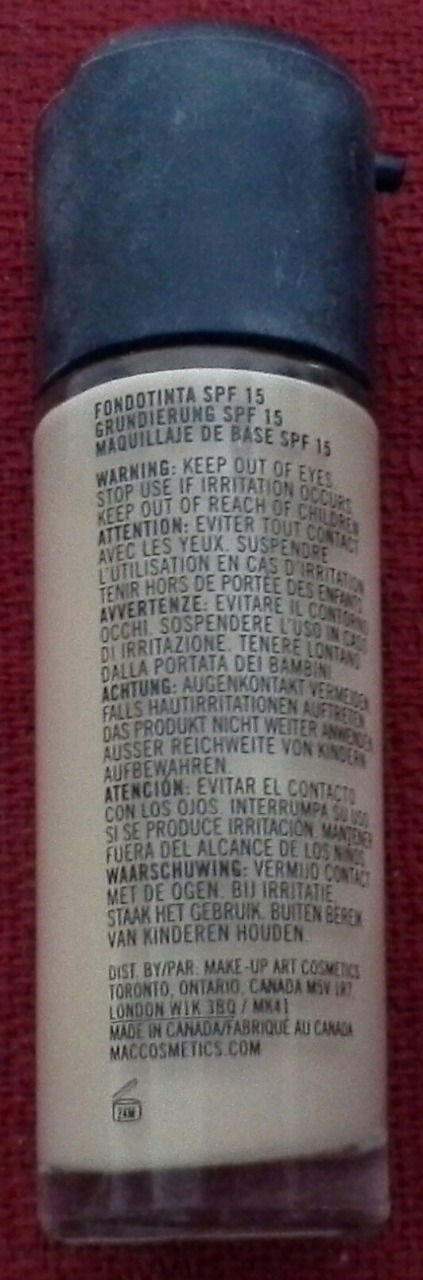 FONDOTINTA SPF 15
GRUNDIERUNG SPF 15
MAQUILLAJE DE BASE SPF 15
WARNING: KEEP OUT OF EYES.
STOP USE IF IRRITATION OCCURS.
KEEP OUT OF REACH OF CHILDREN
ATTENTION: EVITER TOUT CONTACT
AVEC LES YEUX. SUSPENDRE
L'UTILISATION EN CAS D'IRRITATION
TENIR HORS DE PORTÉE DES ENFANTS
AVVERTENZE: EVITARE IL CONTORNO
OCCHI. SOSPENDERE L'USO IN CASO
DI IRRITAZIONE. TENERE LONTANO
DALLA PORTATA DEI BAMBINI
ACHTUNG: AUGENKONTAKT VERMEIDEN
FALLS HAUTIRRITATIONEN AUFTRETEN,
DAS PRODUKT NICHT WEITER ANWENDEN
AUSSER REICHWEITE VON KINDERN
AUFBEWAHREN.
ATENCIÓN: EVITAR EL CONTACTO
CON LOS OJOS. INTERRUMPA SU USO
SI SE PRODUCE IRRITACIÓN. MANTENER
FUERA DEL ALCANCE DE LOS NIÑOS
WAARSCHUWING: VERMIJD CONTACT
MET DE OGEN. BIJ IRRITATIE,
STAAK HET GEBRUIK. BUITEN BEREIK
VAN KINDEREN HOUDEN.
DIST. BY/PAR: MAKE-UP ART COSMETICS
TORONTO, ONTARIO, CANADA M5V 1R7,
LONDON W1K 3BQ / MK41
MADE IN CANADA/FABRIQUÉ AU CANADA
MACCOSMETICS.COM
24M